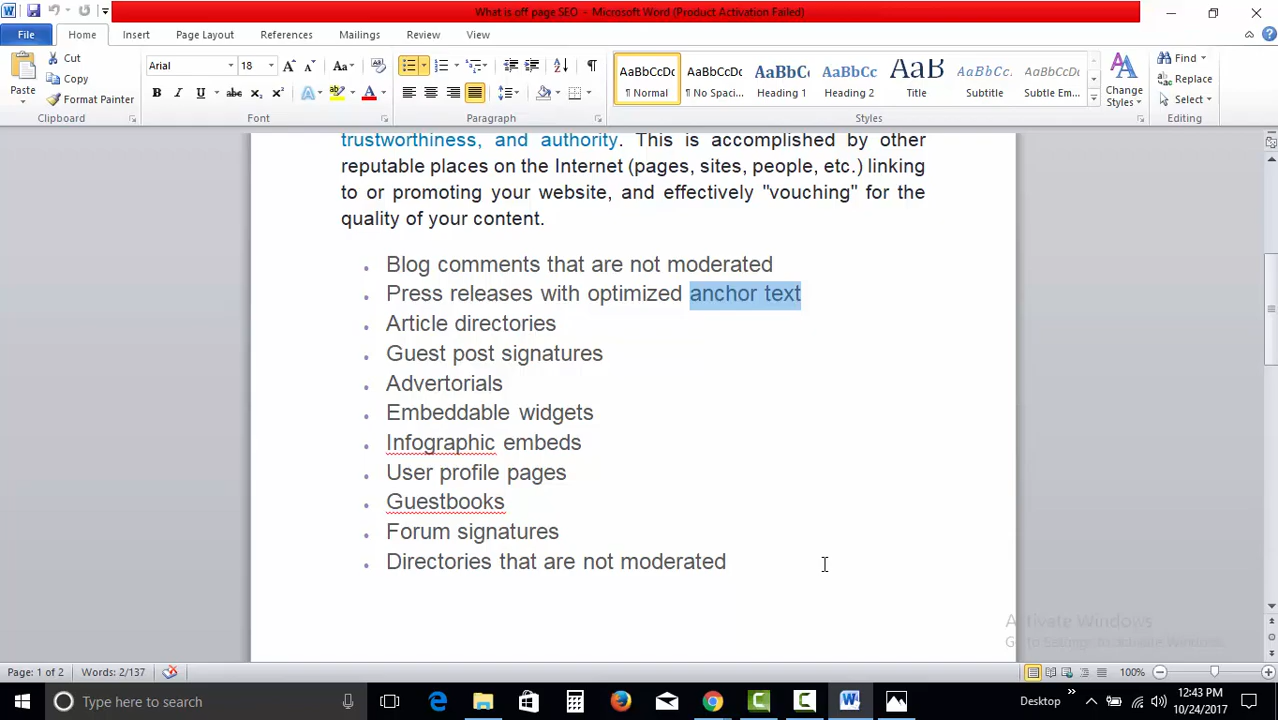 What is off page SEO - Microsoft Word (Product Activation Failed)
File Home Insert Page Layout References Mailings Review View
Paste
Cut
Copy
Format Painter
Clipboard
Arial 18
Font
Paragraph
AaBbCcDc AaBbCcDc AaBbCc AaBbCc AaB AaBbCcDc AaBbCcDc
¶ Normal ¶ No Spaci... Heading 1 Heading 2 Title Subtitle Subtle Em...
Styles
Change
Styles
Find
Replace
Select
Editing
trustworthiness, and authority. This is accomplished by other
reputable places on the Internet (pages, sites, people, etc.) linking
to or promoting your website, and effectively "vouching" for the
quality of your content.
• Blog comments that are not moderated
• Press releases with optimized anchor text
• Article directories
• Guest post signatures
• Advertorials
• Embeddable widgets
• Infographic embeds
• User profile pages
• Guestbooks
• Forum signatures
• Directories that are not moderated
Activate Windows
Go to Settings to activate Windows.
Page: 1 of 2 Words: 2/137 100%
Type here to search
Desktop
12:43 PM
10/24/2017